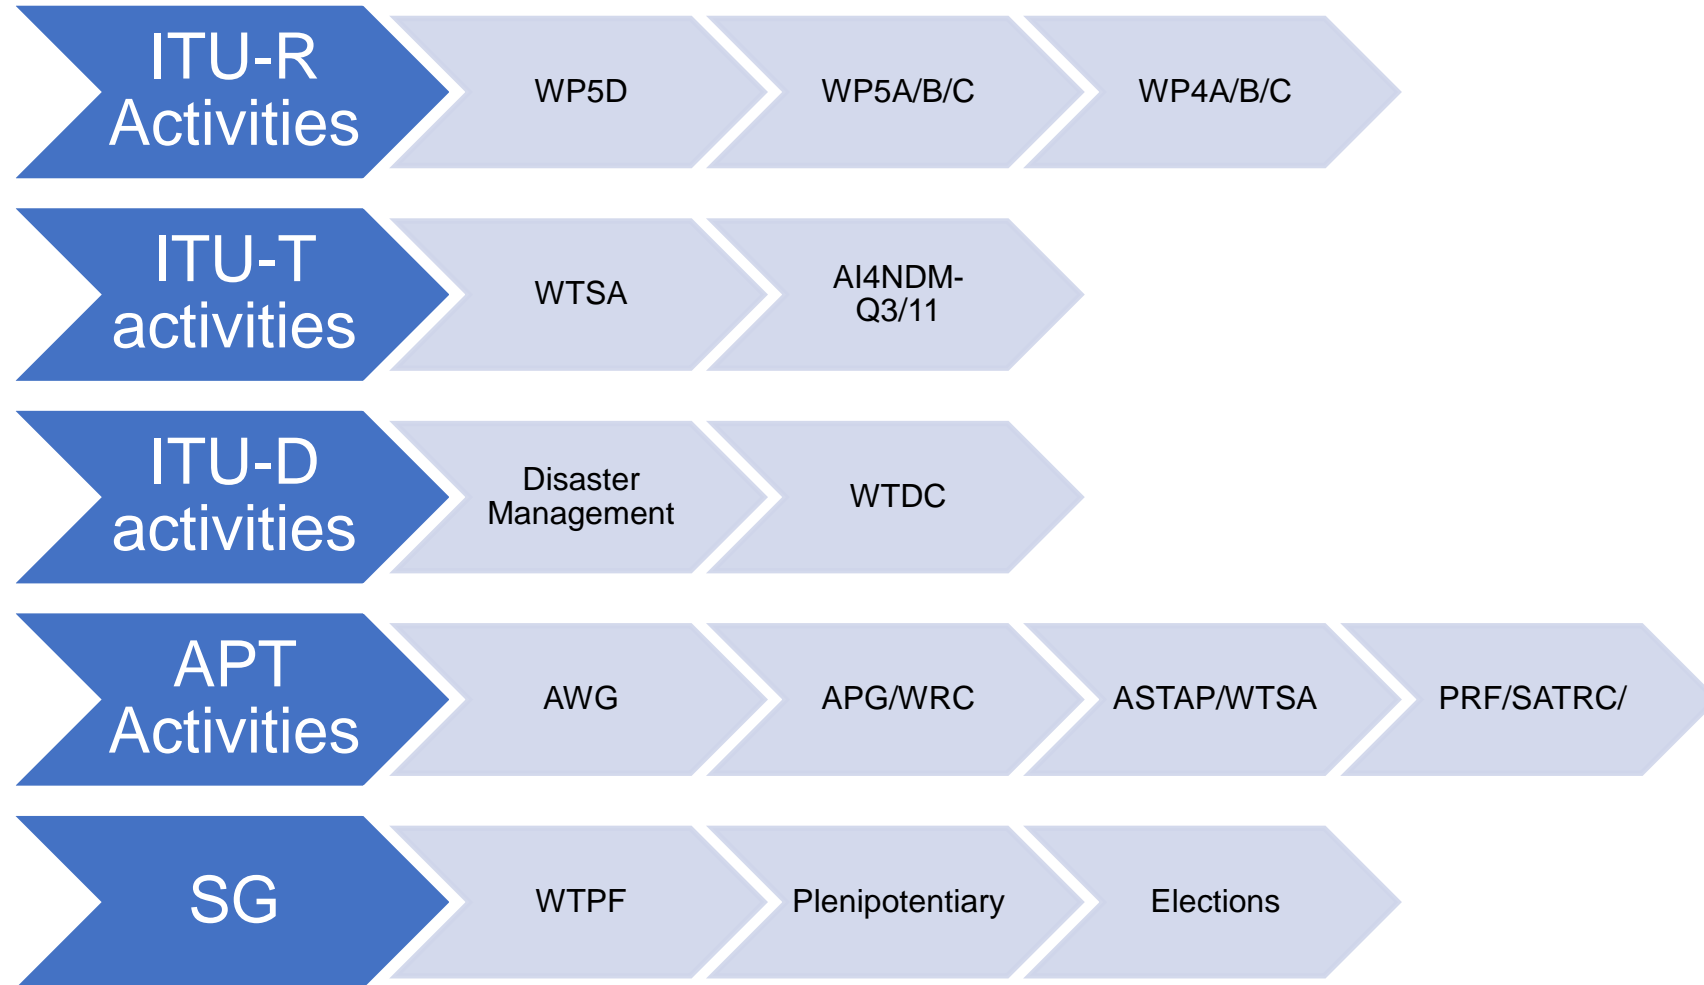 ITU-R
Activities
WP5D
WP5A/B/C
WP4A/B/C
ITU-T
activities
WTSA
AI4NDM-
Q3/11
ITU-D
activities
Disaster
Management
WTDC
APT
Activities
AWG
APG/WRC
ASTAP/WTSA
PRF/SATRC/
SG
WTPF
Plenipotentiary
Elections